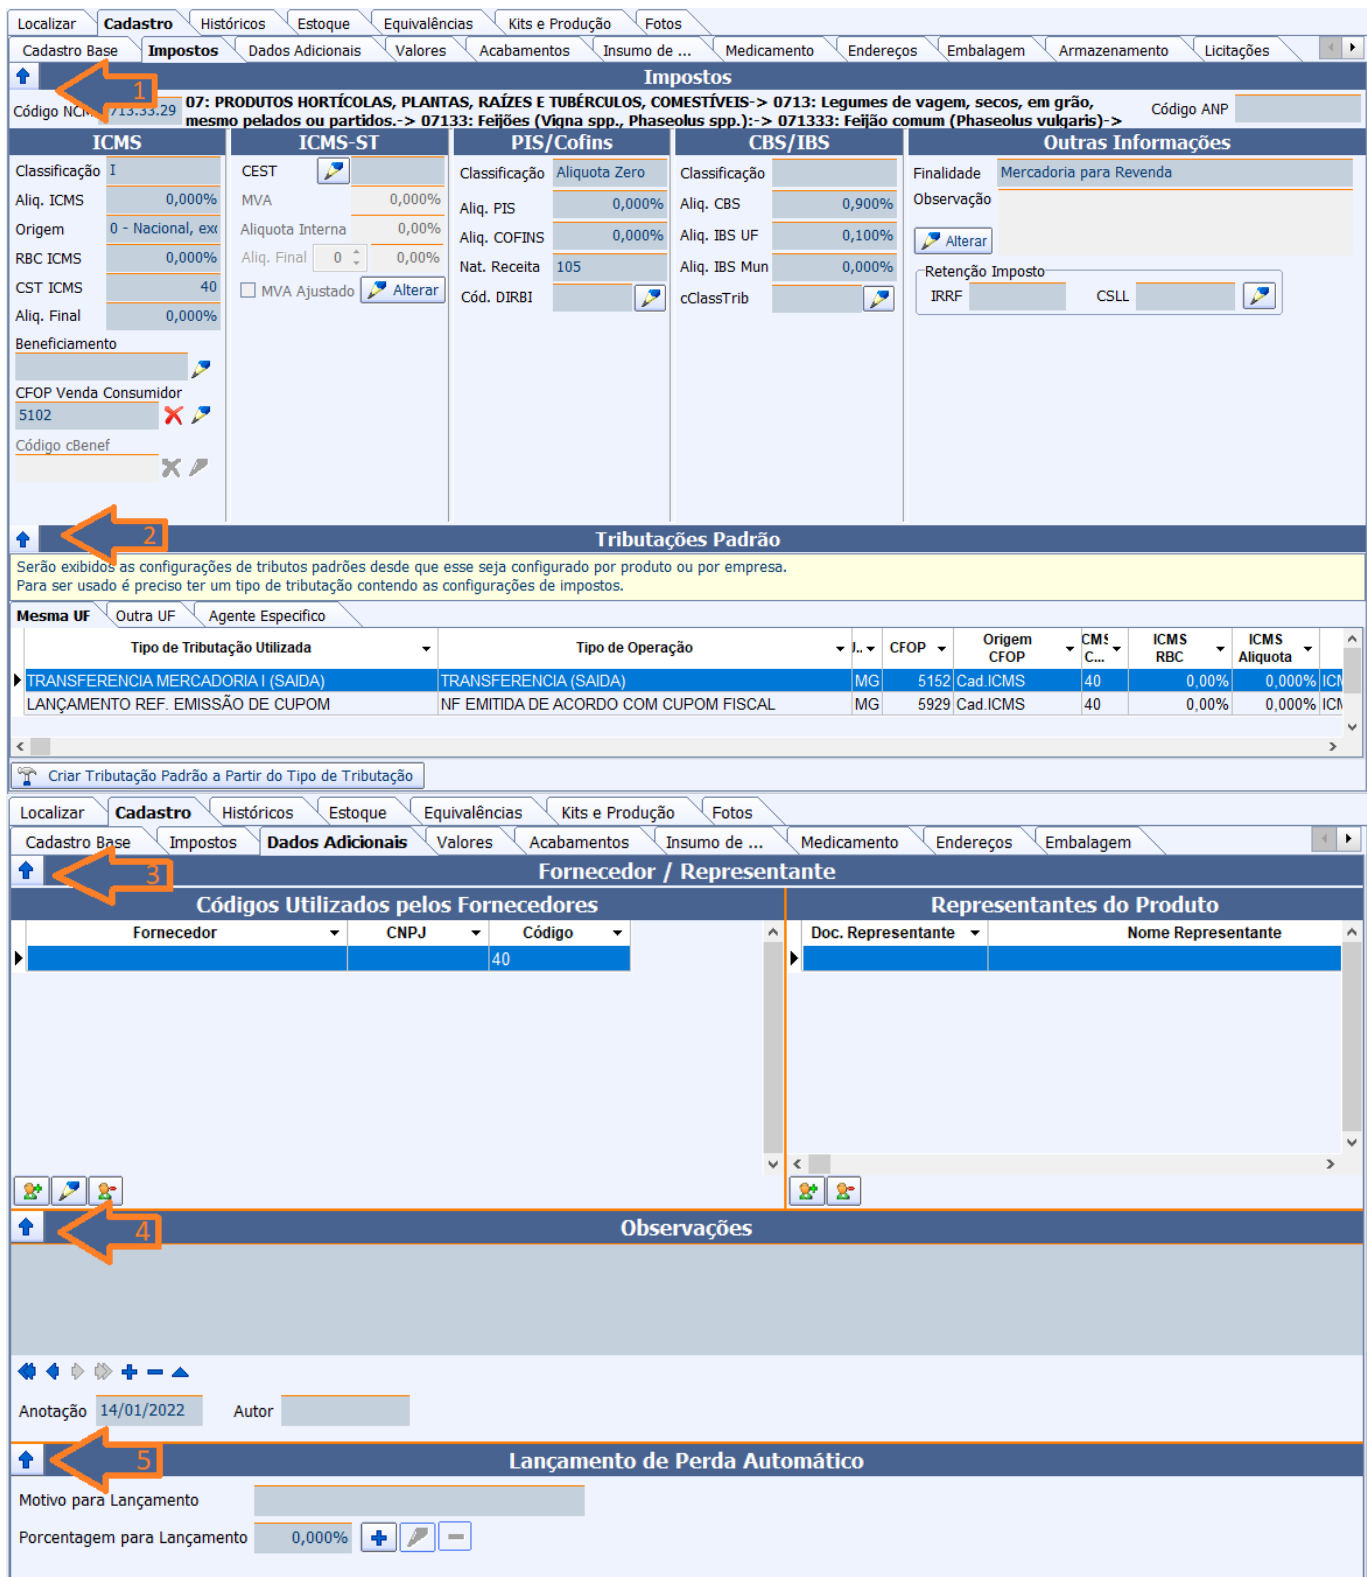 Localizar Cadastro Históricos Estoque Equivalências Kits e Produção Fotos
Cadastro Base Impostos Dados Adicionais Valores Acabamentos Insumo de ... Medicamento Endereços Embalagem Armazenamento Licitações
1 Impostos
Código NCM 713.33.29 07: PRODUTOS HORTÍCOLAS, PLANTAS, RAÍZES E TUBÉRCULOS, COMESTÍVEIS-> 0713: Legumes de vagem, secos, em grão, Código ANP
mesmo pelados ou partidos.-> 07133: Feijões (Vigna spp., Phaseolus spp.):-> 071333: Feijão comum (Phaseolus vulgaris)->
ICMS ICMS-ST PIS/Cofins CBS/IBS Outras Informações
Classificação I CEST Classificação Aliquota Zero Classificação Finalidade Mercadoria para Revenda
Aliq. ICMS 0,000% MVA 0,000% Aliq. PIS 0,000% Aliq. CBS 0,900% Observação
Origem 0 - Nacional, exc Aliquota Interna 0,00% Aliq. COFINS 0,000% Aliq. IBS UF 0,100% Alterar
RBC ICMS 0,000% Aliq. Final 0 0,00% Nat. Receita 105 Aliq. IBS Mun 0,000% Retenção Imposto
CST ICMS 40 MVA Ajustado Alterar Cód. DIRBI cClassTrib IRRF CSLL
Aliq. Final 0,000%
Beneficiamento
CFOP Venda Consumidor
5102
Código cBenef
2 Tributações Padrão
Serão exibidos as configurações de tributos padrões desde que esse seja configurado por produto ou por empresa.
Para ser usado é preciso ter um tipo de tributação contendo as configurações de impostos.
Mesma UF Outra UF Agente Especifico
Tipo de Tributação Utilizada Tipo de Operação J.. CFOP Origem CFOP CMS C... ICMS RBC ICMS Aliquota
TRANSFERENCIA MERCADORIA I (SAIDA) TRANSFERENCIA (SAIDA) MG 5152 Cad.ICMS 40 0,00% 0,000% ICM
LANÇAMENTO REF. EMISSÃO DE CUPOM NF EMITIDA DE ACORDO COM CUPOM FISCAL MG 5929 Cad.ICMS 40 0,00% 0,000% ICM
Criar Tributação Padrão a Partir do Tipo de Tributação
Localizar Cadastro Históricos Estoque Equivalências Kits e Produção Fotos
Cadastro Base Impostos Dados Adicionais Valores Acabamentos Insumo de ... Medicamento Endereços Embalagem
3 Fornecedor / Representante
Códigos Utilizados pelos Fornecedores Representantes do Produto
Fornecedor CNPJ Código Doc. Representante Nome Representante
40
4 Observações
Anotação 14/01/2022 Autor
5 Lançamento de Perda Automático
Motivo para Lançamento
Porcentagem para Lançamento 0,000%